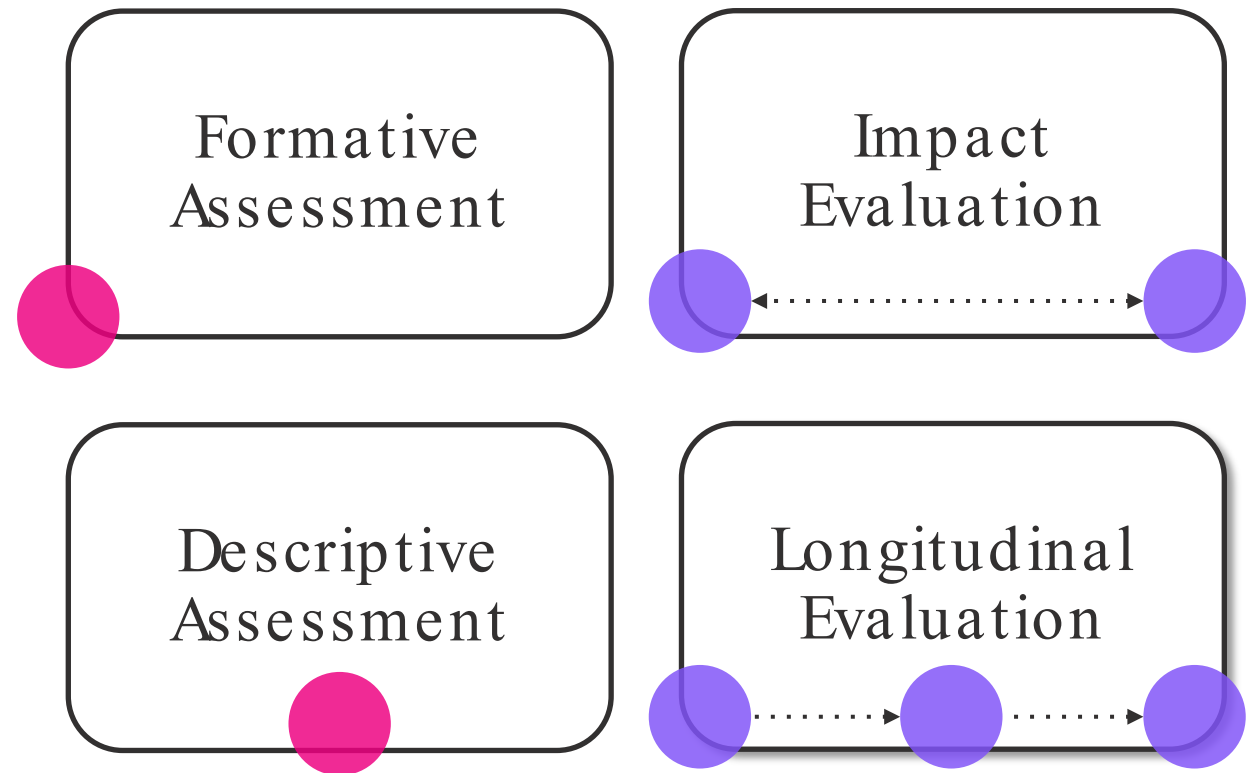 Formative
Assessment
Impact
Evaluation
Descriptive
Assessment
Longitudinal
Evaluation